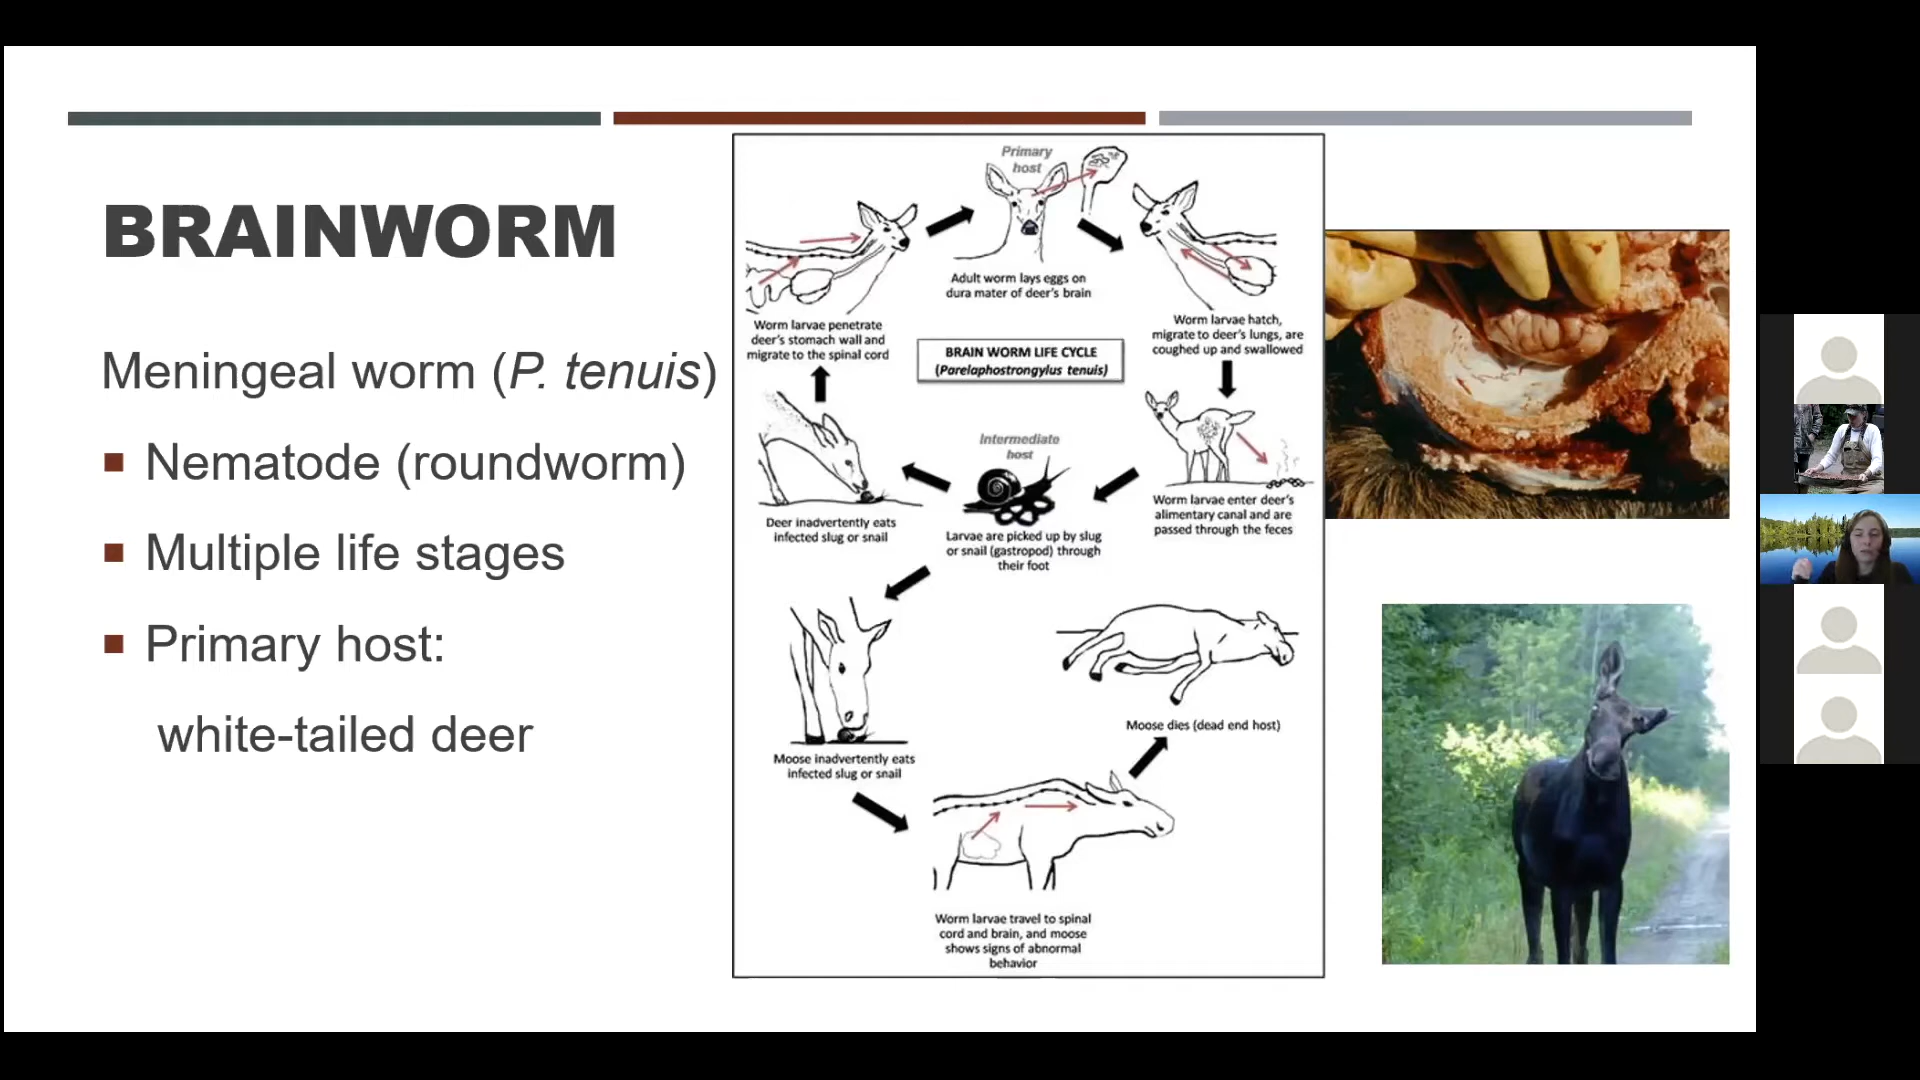 BRAINWORM
Meningeal worm (P. tenuis)
Nematode (roundworm)
Multiple life stages
Primary host:
white-tailed deer
Primary
host
Adult worm lays eggs on
dura mater of deer's brain
Worm larvae hatch,
migrate to deer's lungs, are
coughed up and swallowed
Worm larvae penetrate
deer's stomach wall and
migrate to the spinal cord
BRAIN WORM LIFE CYCLE
(Parelaphostrongylus tenuis)
Intermediate
host
Worm larvae enter deer's
alimentary canal and are
passed through the feces
Deer inadvertently eats
infected slug or snail
Larvae are picked up by slug
or snail (gastropod) through
their foot
Moose dies (dead end host)
Moose inadvertently eats
infected slug or snail
Worm larvae travel to spinal
cord and brain, and moose
shows signs of abnormal
behavior